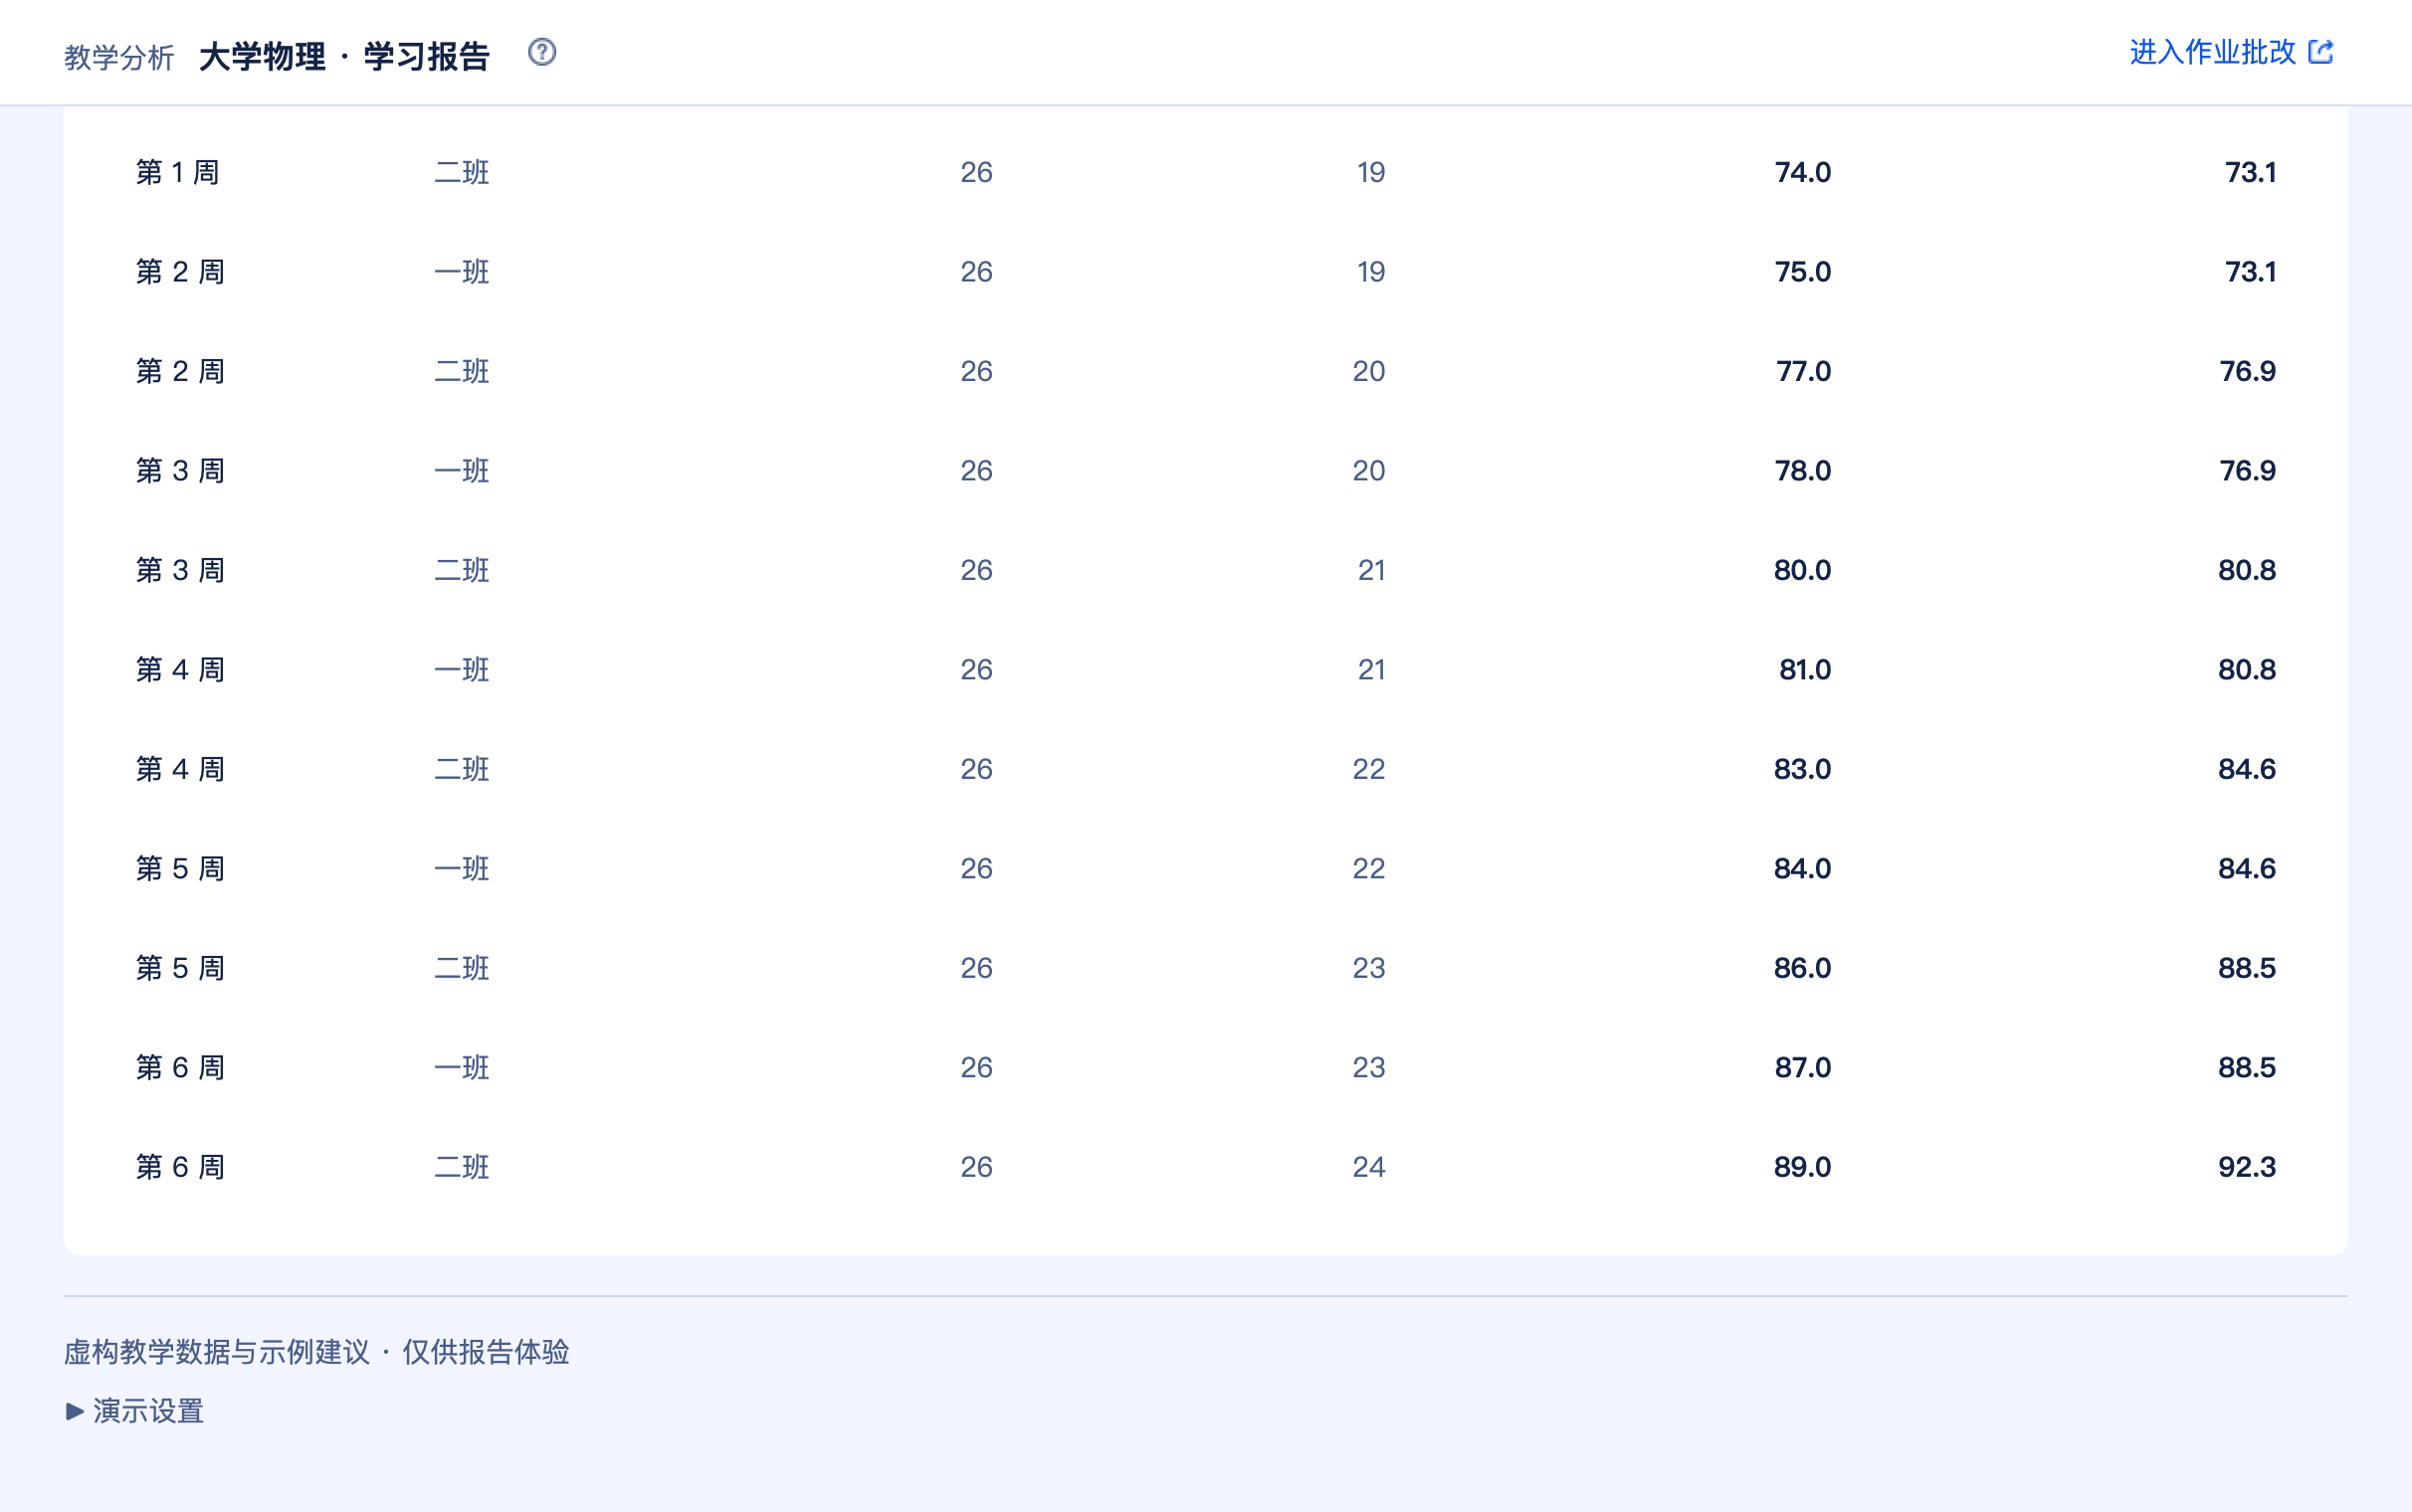 教学分析 大学物理 · 学习报告 进入作业批改
第 1 周 二班 26 19 74.0 73.1
第 2 周 一班 26 19 75.0 73.1
第 2 周 二班 26 20 77.0 76.9
第 3 周 一班 26 20 78.0 76.9
第 3 周 二班 26 21 80.0 80.8
第 4 周 一班 26 21 81.0 80.8
第 4 周 二班 26 22 83.0 84.6
第 5 周 一班 26 22 84.0 84.6
第 5 周 二班 26 23 86.0 88.5
第 6 周 一班 26 23 87.0 88.5
第 6 周 二班 26 24 89.0 92.3
虚构教学数据与示例建议 · 仅供报告体验
演示设置